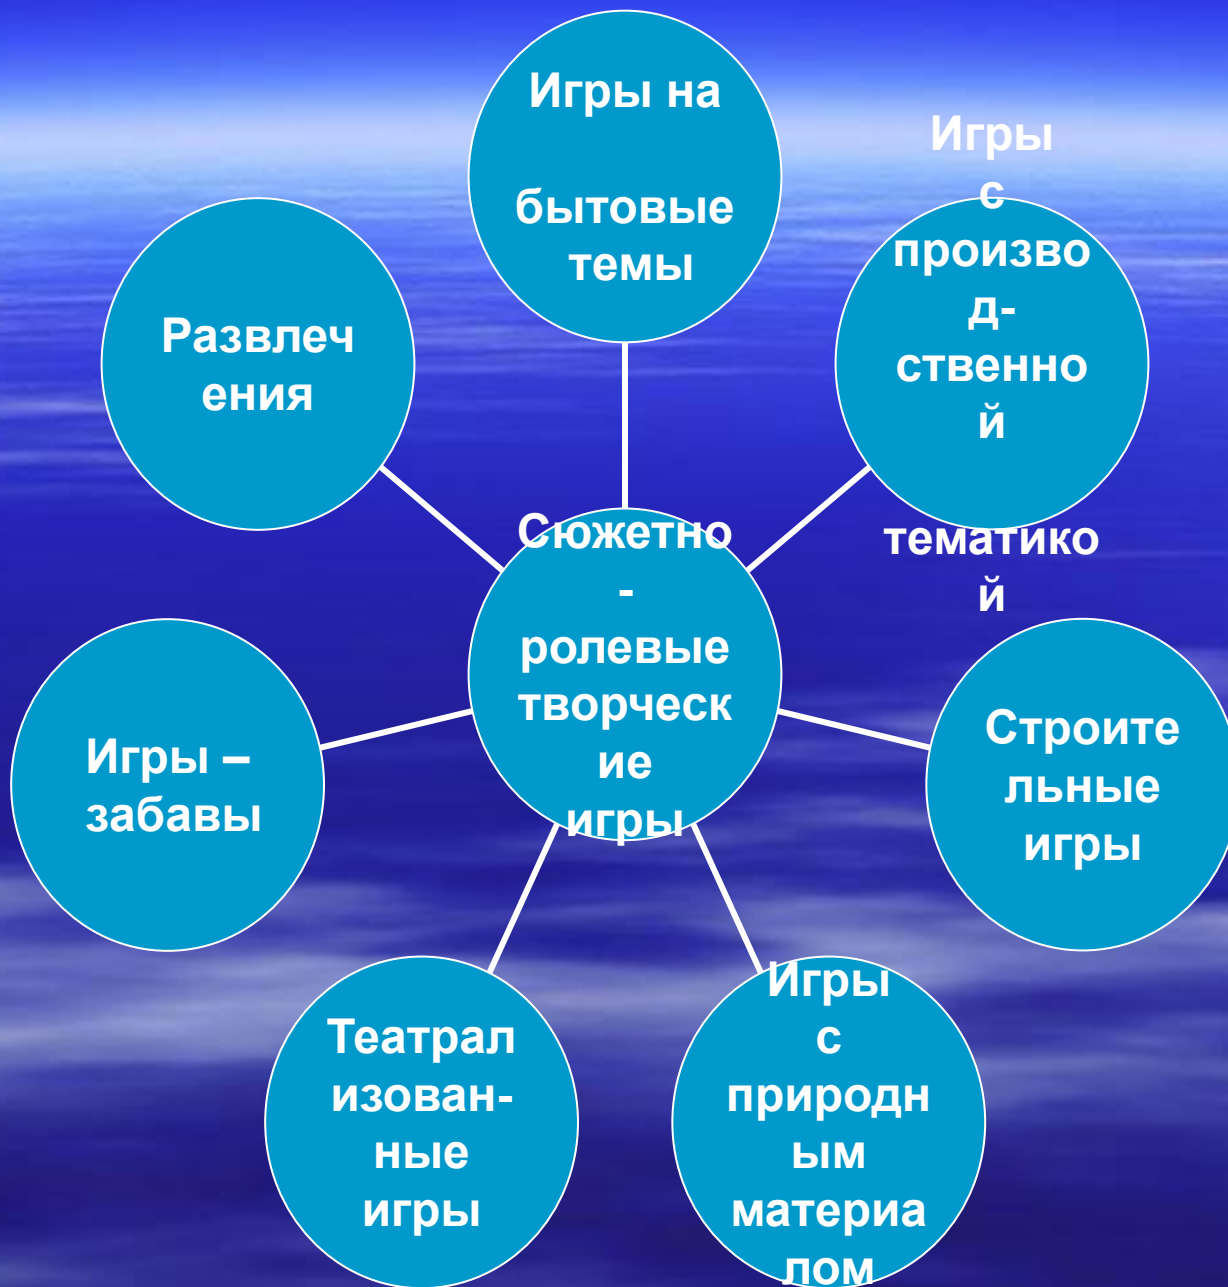 Игры на
бытовые
темы
Игры
с
произво
д-
ственно
й
тематико
й
Строите
льные
игры
Игры
с
природн
ым
материа
лом
Театрал
изован-
ные
игры
Игры –
забавы
Развлеч
ения
Сюжетно
-
ролевые
творческ
ие
игры